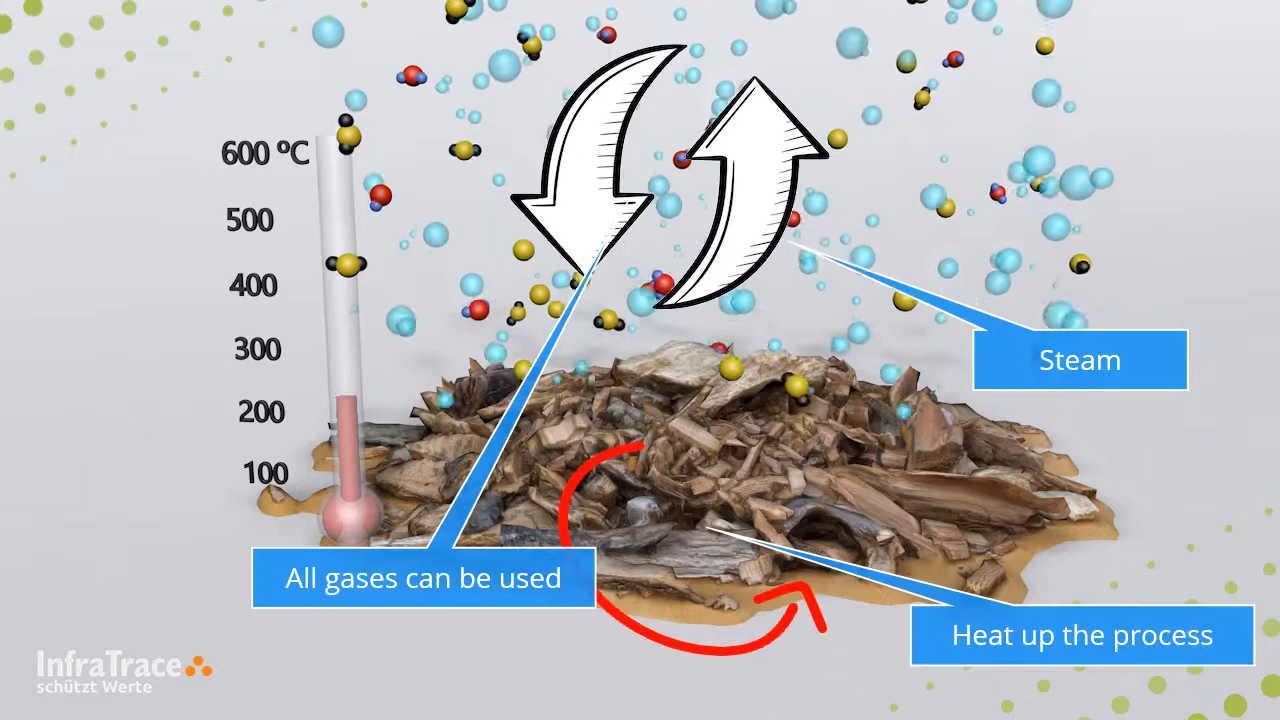 600 ºC
500
400
300
200
100
Steam
All gases can be used
Heat up the process
InfraTrace
schützt Werte